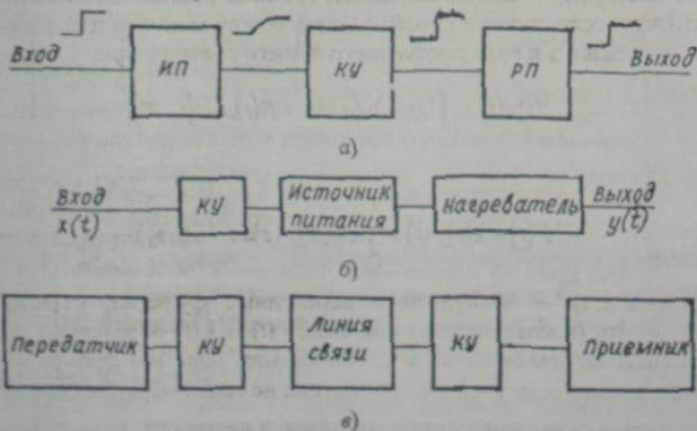 Вход ИП КУ РП Выход
а)
Вход x(t) КУ Источник питания Нагреватель Выход y(t)
б)
Передатчик КУ Линия связи КУ Приемник
в)